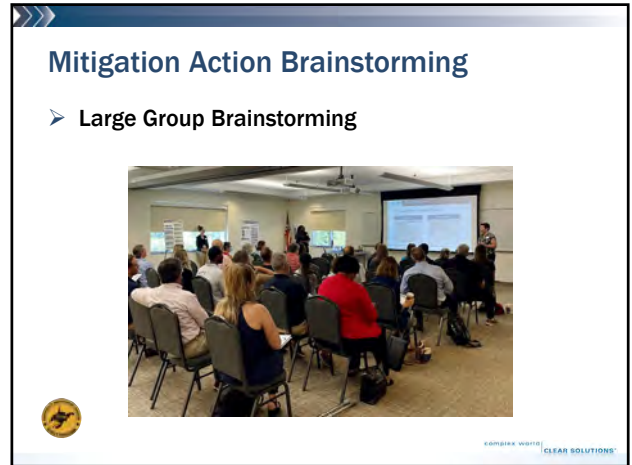 Mitigation Action Brainstorming
Large Group Brainstorming
complex world
CLEAR SOLUTIONS